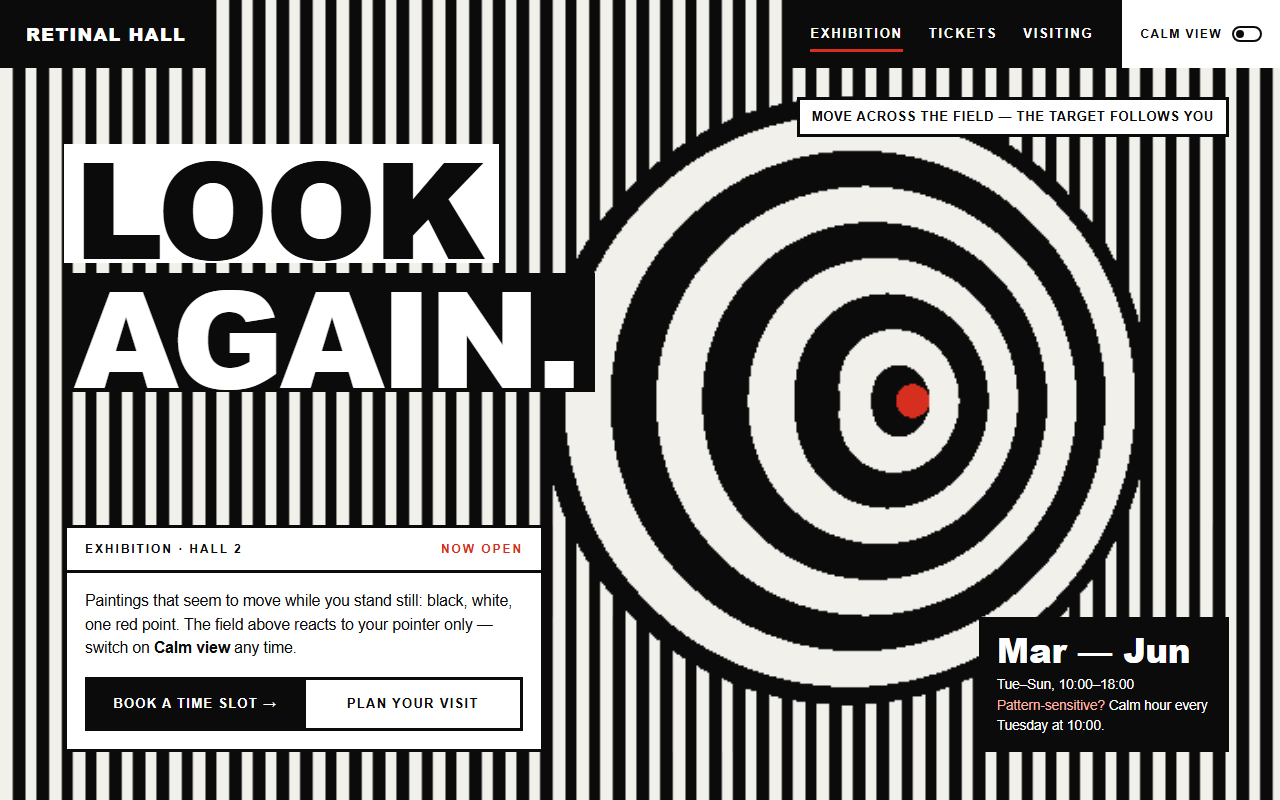 RETINAL HALL
EXHIBITION TICKETS VISITING
CALM VIEW
MOVE ACROSS THE FIELD — THE TARGET FOLLOWS YOU
LOOK
AGAIN.
EXHIBITION · HALL 2
NOW OPEN
Paintings that seem to move while you stand still: black, white,
one red point. The field above reacts to your pointer only —
switch on Calm view any time.
BOOK A TIME SLOT →
PLAN YOUR VISIT
Mar — Jun
Tue–Sun, 10:00–18:00
Pattern-sensitive? Calm hour every
Tuesday at 10:00.